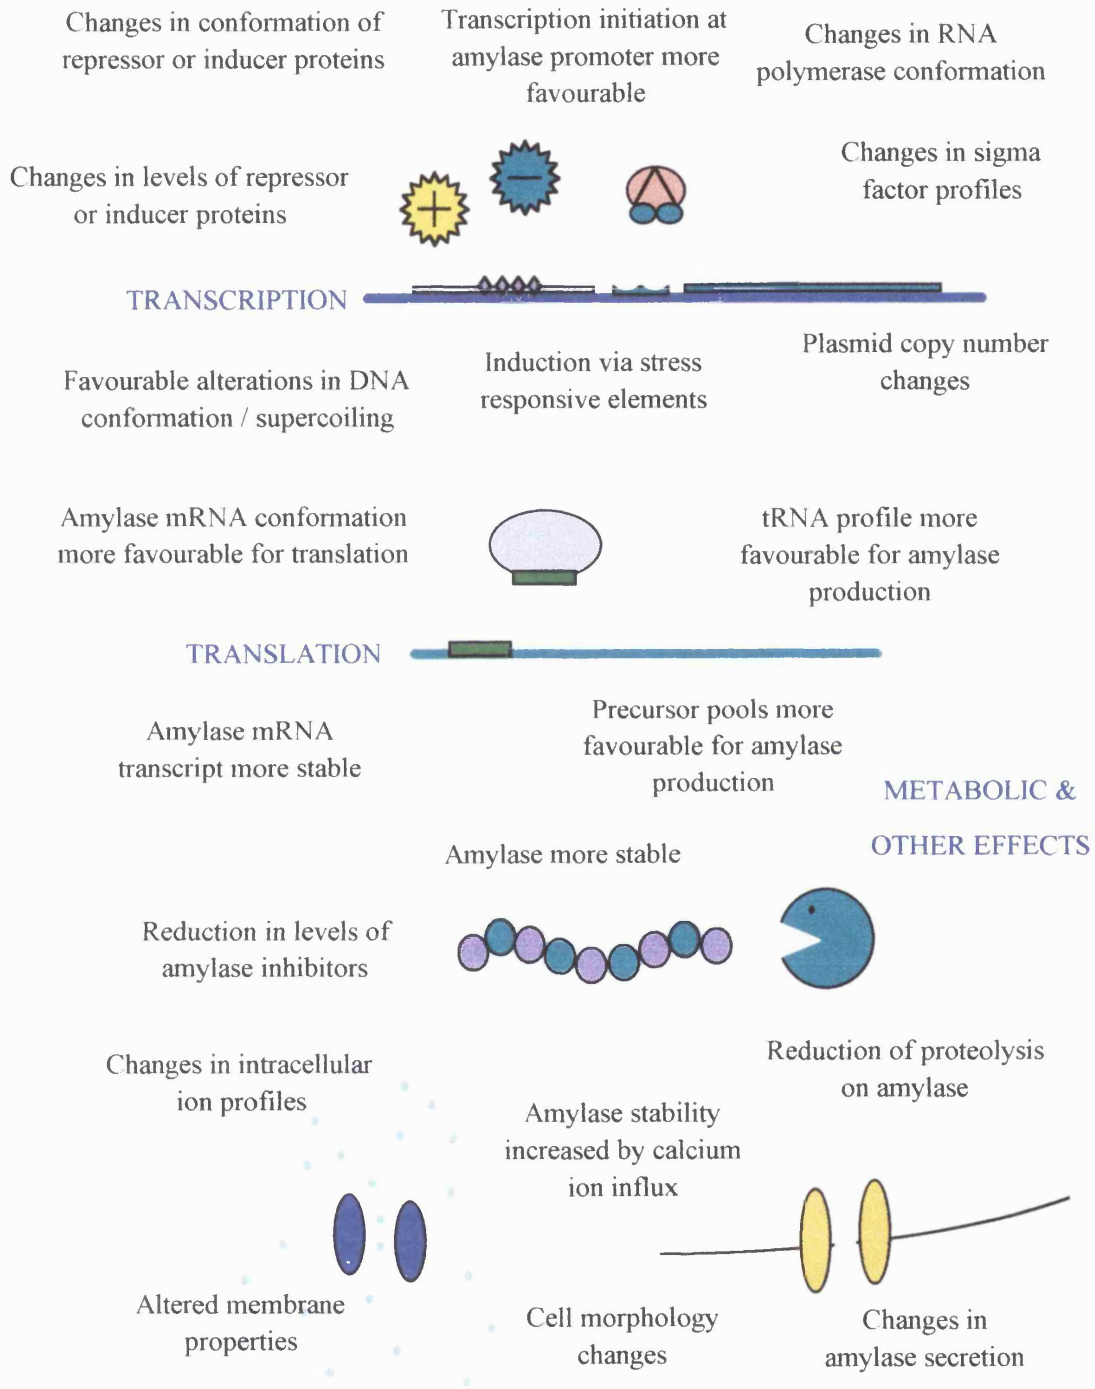 Changes in conformation of
repressor or inducer proteins
Transcription initiation at
amylase promoter more
favourable
Changes in RNA
polymerase conformation
Changes in levels of repressor
or inducer proteins
+
−
Changes in sigma
factor profiles
TRANSCRIPTION
Favourable alterations in DNA
conformation / supercoiling
Induction via stress
responsive elements
Plasmid copy number
changes
Amylase mRNA conformation
more favourable for translation
tRNA profile more
favourable for amylase
production
TRANSLATION
Amylase mRNA
transcript more stable
Precursor pools more
favourable for amylase
production
METABOLIC &
OTHER EFFECTS
Amylase more stable
Reduction in levels of
amylase inhibitors
Reduction of proteolysis
on amylase
Changes in intracellular
ion profiles
Amylase stability
increased by calcium
ion influx
Altered membrane
properties
Cell morphology
changes
Changes in
amylase secretion